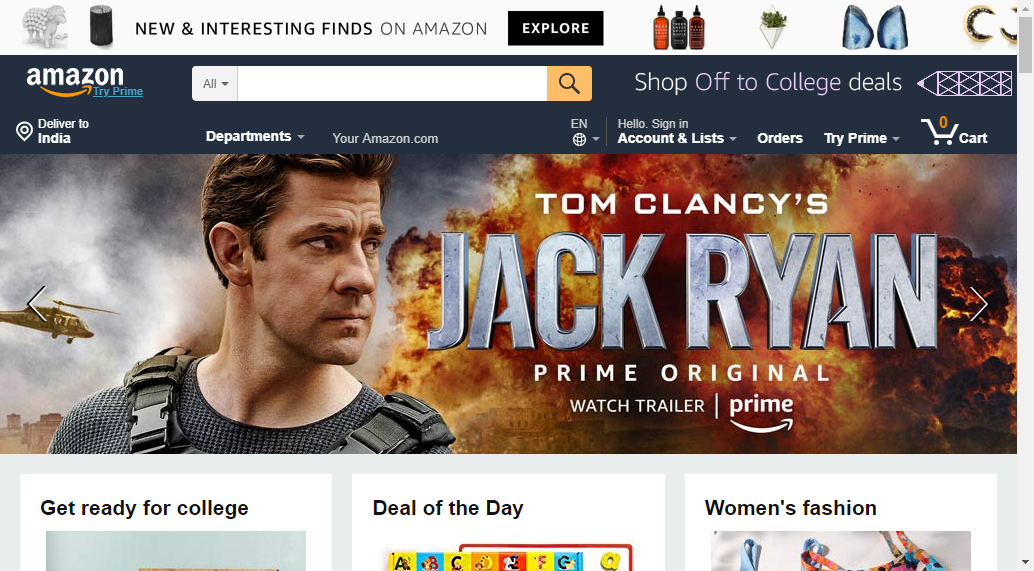 NEW & INTERESTING FINDS ON AMAZON EXPLORE
amazon
Try Prime
All
Shop Off to College deals
Deliver to
India
Departments
Your Amazon.com
EN
Hello. Sign in
Account & Lists
Orders
Try Prime
0
Cart
TOM CLANCY'S
JACK RYAN
PRIME ORIGINAL
WATCH TRAILER | prime
Get ready for college
Deal of the Day
Women's fashion
A B C D E F G